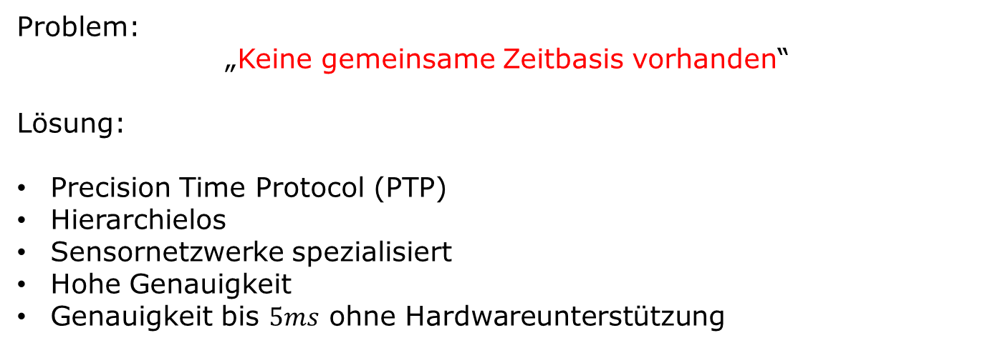 Problem:
„Keine gemeinsame Zeitbasis vorhanden“
Lösung:
• Precision Time Protocol (PTP)
• Hierarchielos
• Sensornetzwerke spezialisiert
• Hohe Genauigkeit
• Genauigkeit bis 5ms ohne Hardwareunterstützung